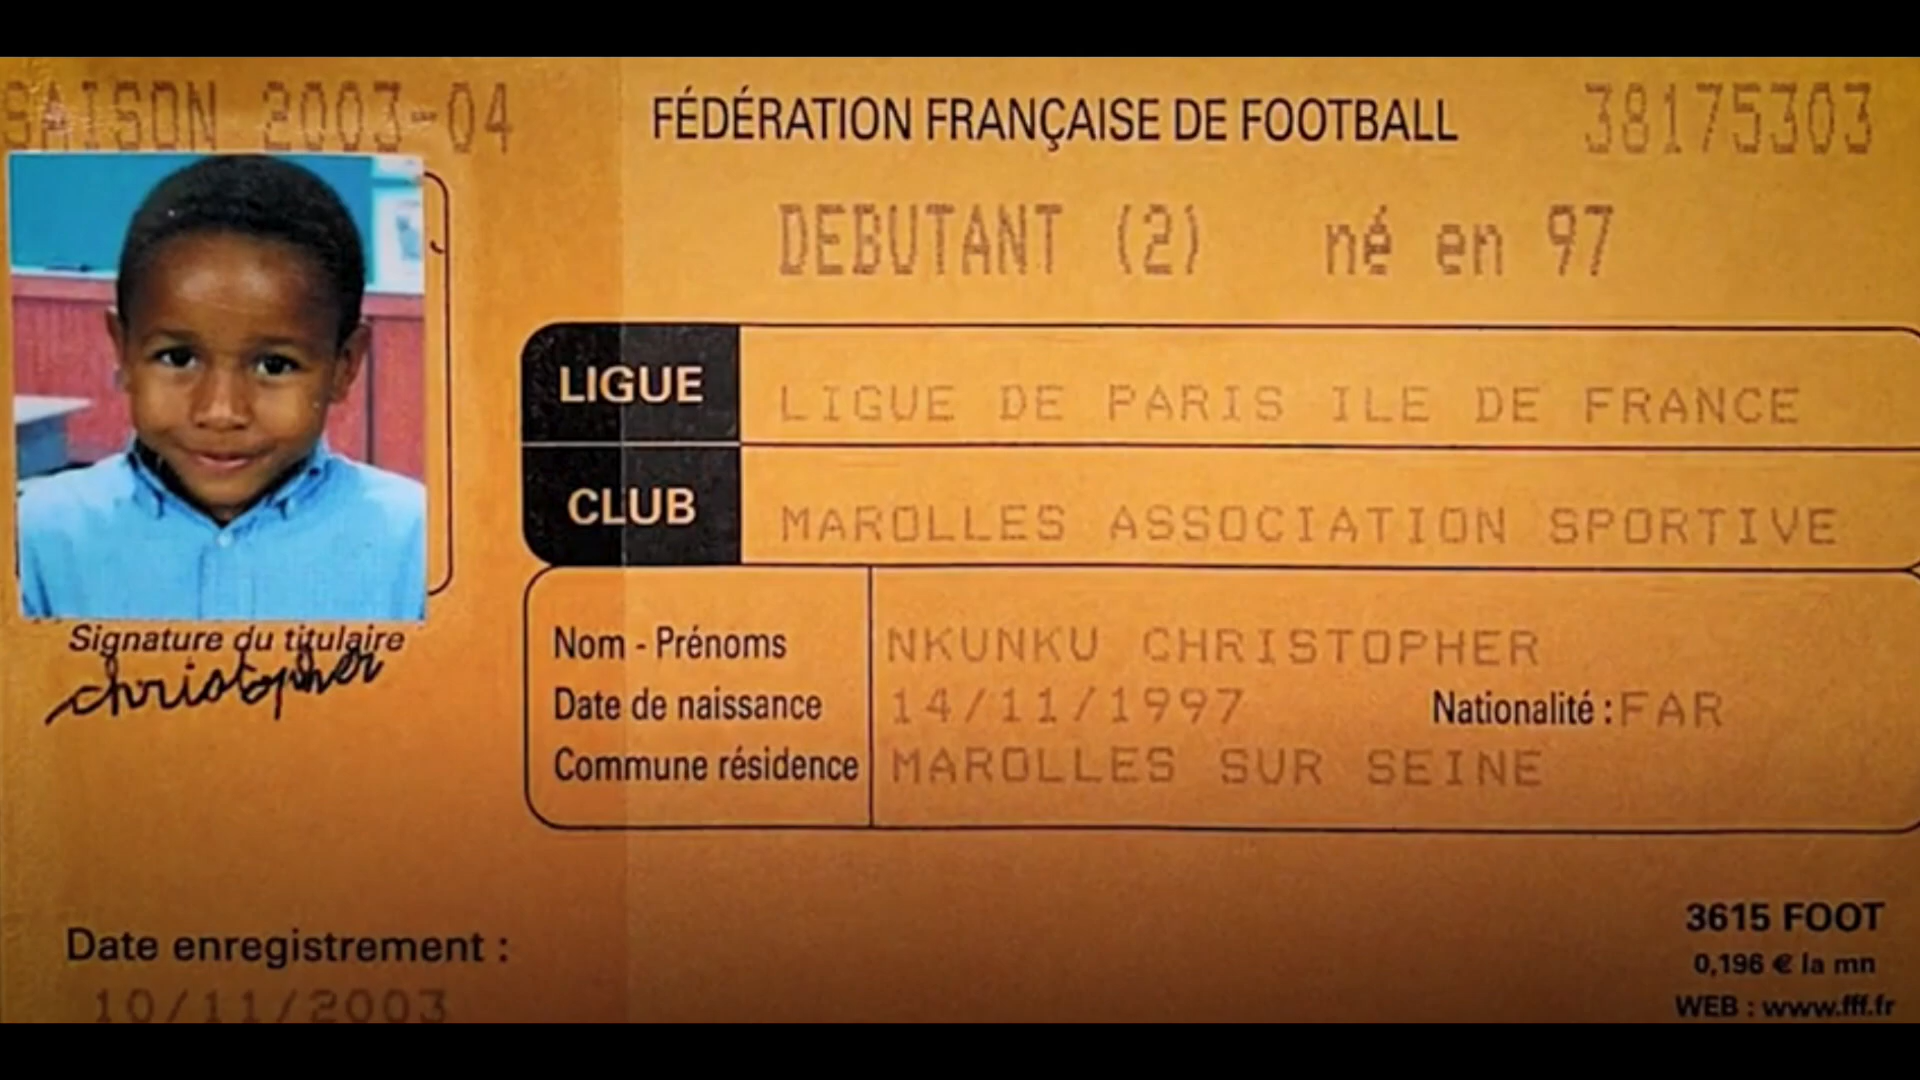 SAISON 2003-04
FÉDÉRATION FRANÇAISE DE FOOTBALL
38175303
DEBUTANT (2) né en 97
LIGUE
LIGUE DE PARIS ILE DE FRANCE
CLUB
MAROLLES ASSOCIATION SPORTIVE
Signature du titulaire
christopher
Nom - Prénoms
NKUNKU CHRISTOPHER
Date de naissance
14/11/1997
Nationalité : FAR
Commune résidence
MAROLLES SUR SEINE
Date enregistrement :
10/11/2003
3615 FOOT
0,196 € la mn
WEB : www.fff.fr